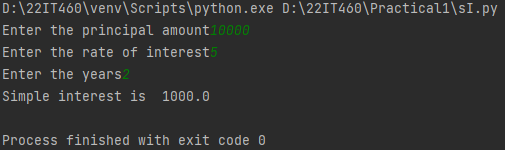 D:\22IT460\venv\Scripts\python.exe D:\22IT460\Practical1\sI.py
Enter the principal amount10000
Enter the rate of interest5
Enter the years2
Simple interest is  1000.0
Process finished with exit code 0